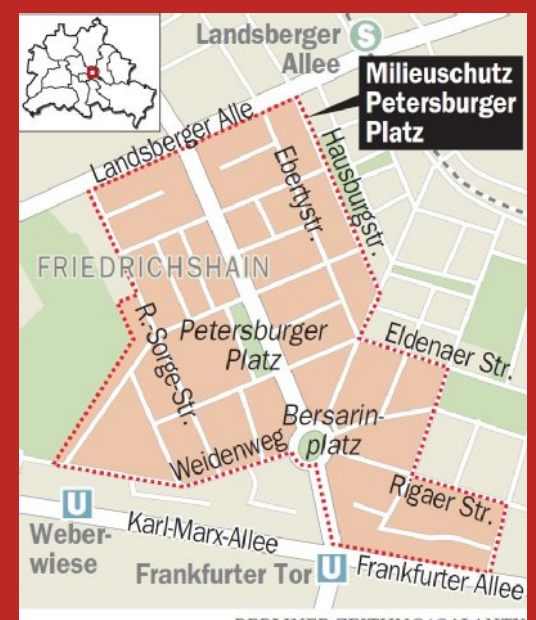 Landsberger
Allee
S
Milieuschutz
Petersburger
Platz
Landsberger Alle
Ebertystr.
Hausburgstr.
FRIEDRICHSHAIN
R.-Sorge-Str.
Petersburger
Platz
Eldenaer Str.
Bersarin-
platz
Weidenweg
Rigaer Str.
U
Weber-
wiese
Karl-Marx-Allee
Frankfurter Tor
U
Frankfurter Allee